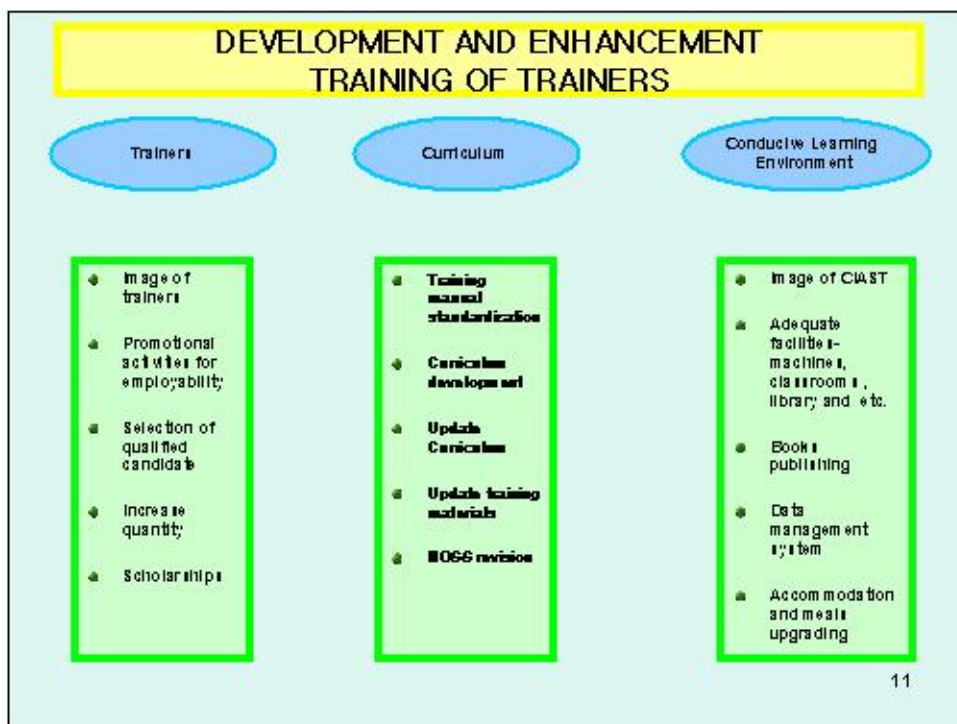 DEVELOPMENT AND ENHANCEMENT
TRAINING OF TRAINERS
Trainers
Image of
trainers
Promotional
activities for
employability
Selection of
qualified
candidate
Increase
quantity
Scholarships
Curriculum
Training
manual
standardization
Curriculum
development
Update
Curriculum
Update training
materials
NOSS revision
Conducive Learning
Environment
Image of CIAST
Adequate
facilities-
machines,
classrooms,
library and etc.
Books
publishing
Data
management
system
Accommodation
and meals
upgrading
11